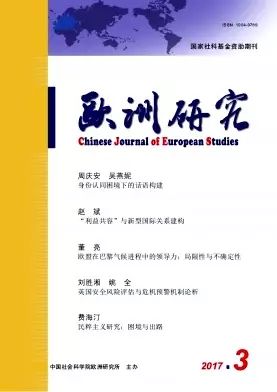 ISSN 1004-9789
国家社科基金资助期刊
欧洲研究
Chinese Journal of European Studies
周庆安 吴燕妮
身份认同困境下的话语构建
赵 斌
“利益共容”与新型国际关系建构
董 亮
欧盟在巴黎气候进程中的领导力：局限性与不确定性
刘胜湘 姚 全
英国安全风险评估与危机预警机制论析
费海汀
民粹主义研究：困境与出路
中国社会科学院欧洲研究所 主办
2017.3